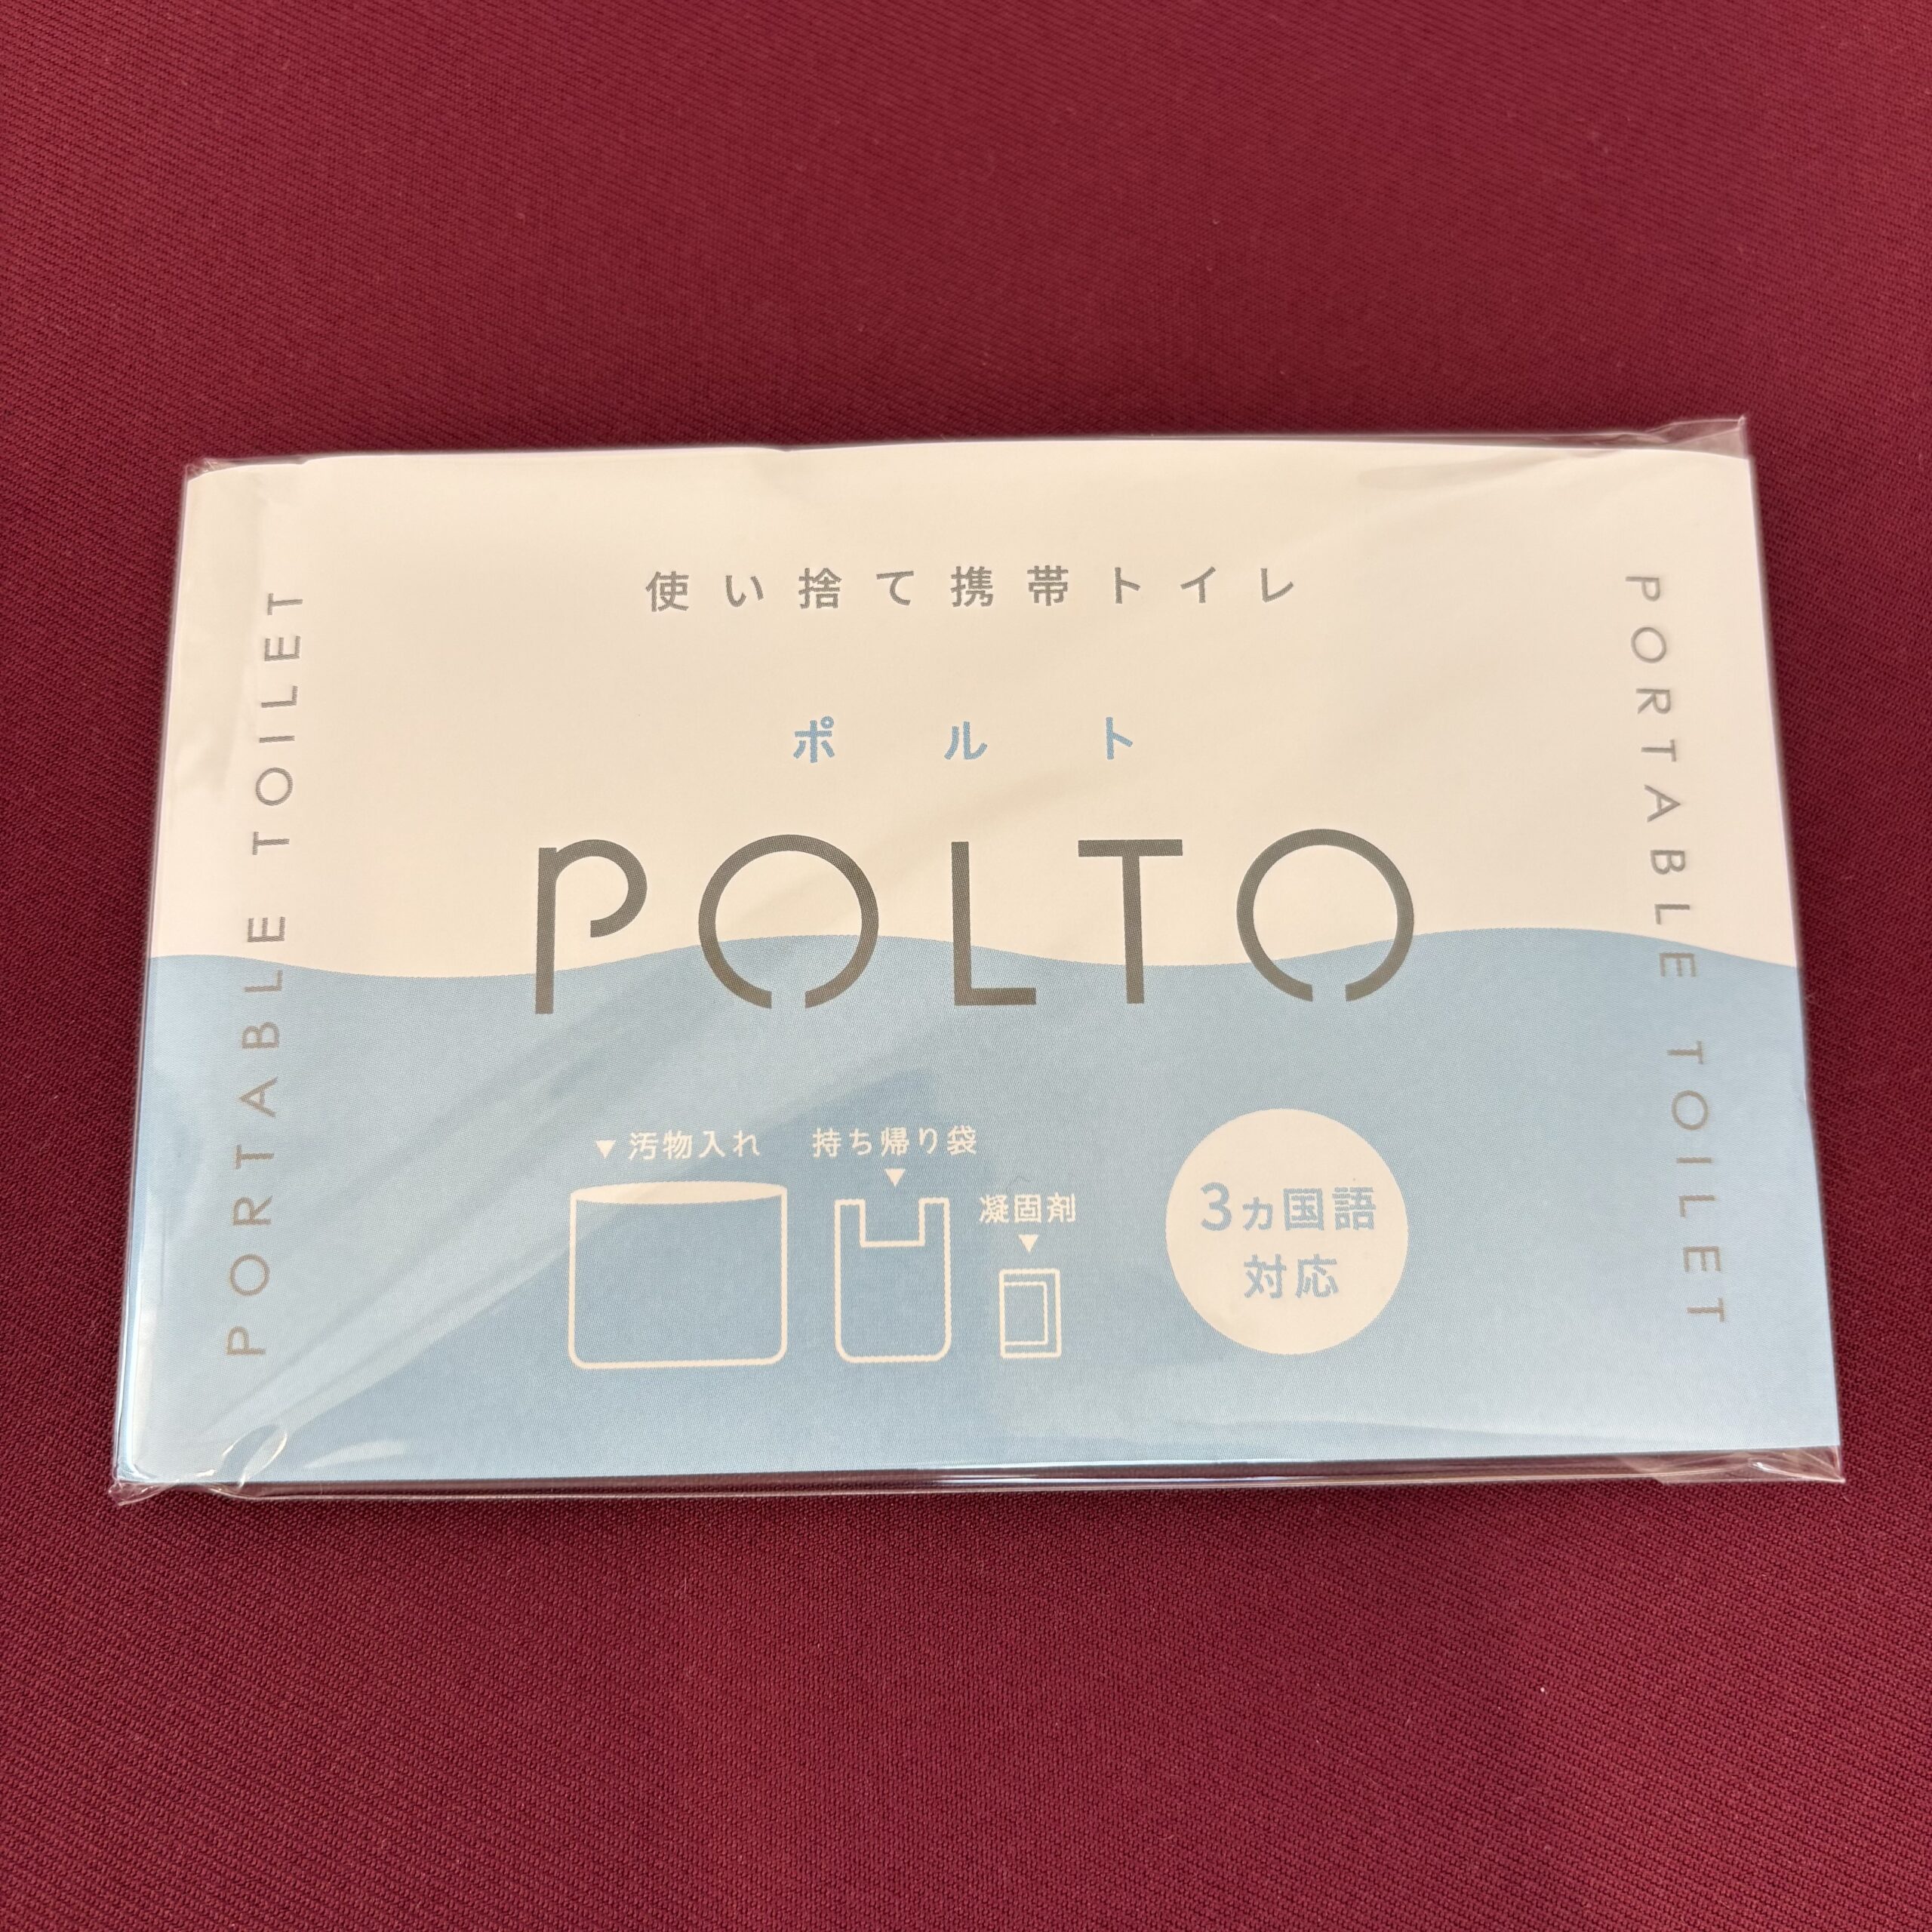 使い捨て携帯トイレ
ポルト
POLTO
PORTABLE TOILET
PORTABLE TOILET
▼汚物入れ
持ち帰り袋
▼
凝固剤
▼
3ヵ国語
対応